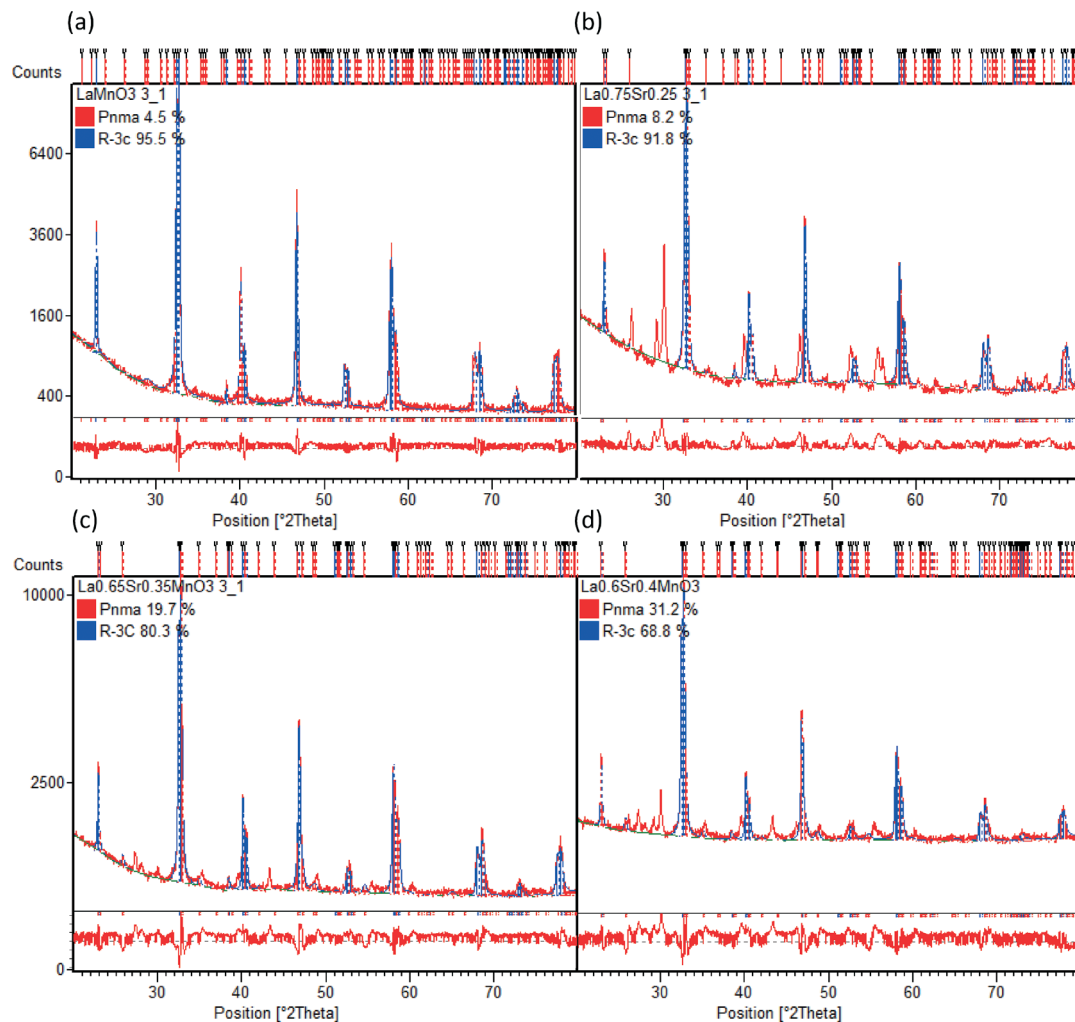 (a)
Counts
LaMnO3 3_1
Pnma 4.5 %
R-3c 95.5 %
6400
3600
1600
400
0
30 40 50 60 70
Position [°2Theta]
(b)
La0.75Sr0.25 3_1
Pnma 8.2 %
R-3c 91.8 %
30 40 50 60 70
Position [°2Theta]
(c)
Counts
La0.65Sr0.35MnO3 3_1
Pnma 19.7 %
R-3C 80.3 %
10000
2500
0
30 40 50 60 70
Position [°2Theta]
(d)
La0.6Sr0.4MnO3
Pnma 31.2 %
R-3c 68.8 %
30 40 50 60 70
Position [°2Theta]